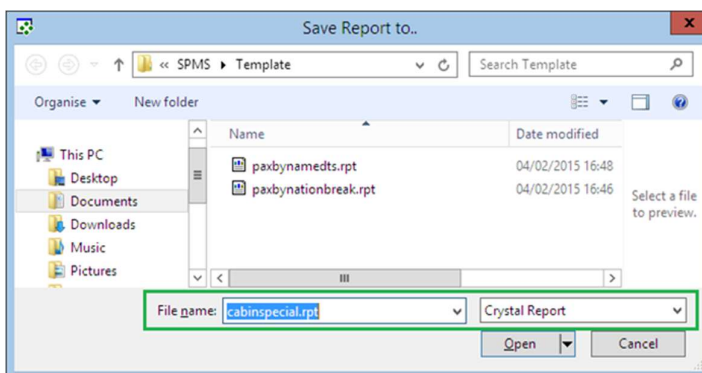 Save Report to..
« SPMS Template
Search Template
Organise
New folder
Name
Date modified
This PC
Desktop
Documents
Downloads
Music
Pictures
paxbynamedts.rpt
04/02/2015 16:48
paxbynationbreak.rpt
04/02/2015 16:46
Select a file
to preview.
File name:
cabinspecial.rpt
Crystal Report
Open
Cancel